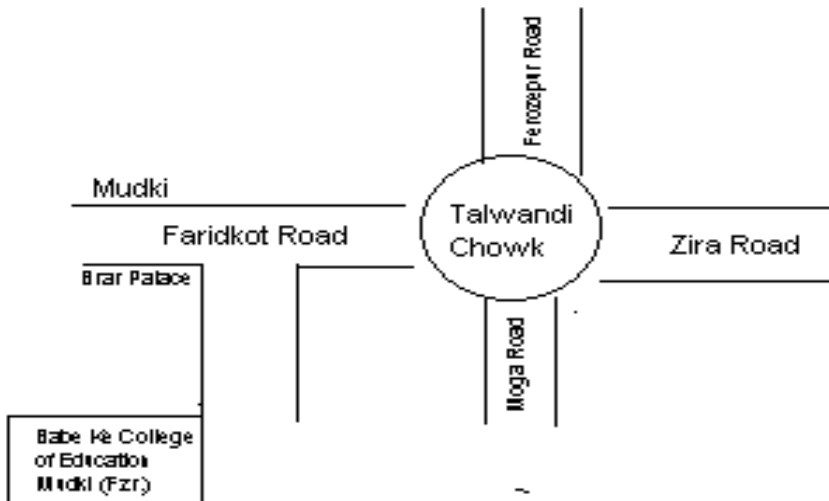 Ferozepur Road
Mudki
Faridkot Road
Talwandi
Chowk
Zira Road
Brar Palace
Moga Road
Babe Ke College
of Education
Mudki (Fzr.)